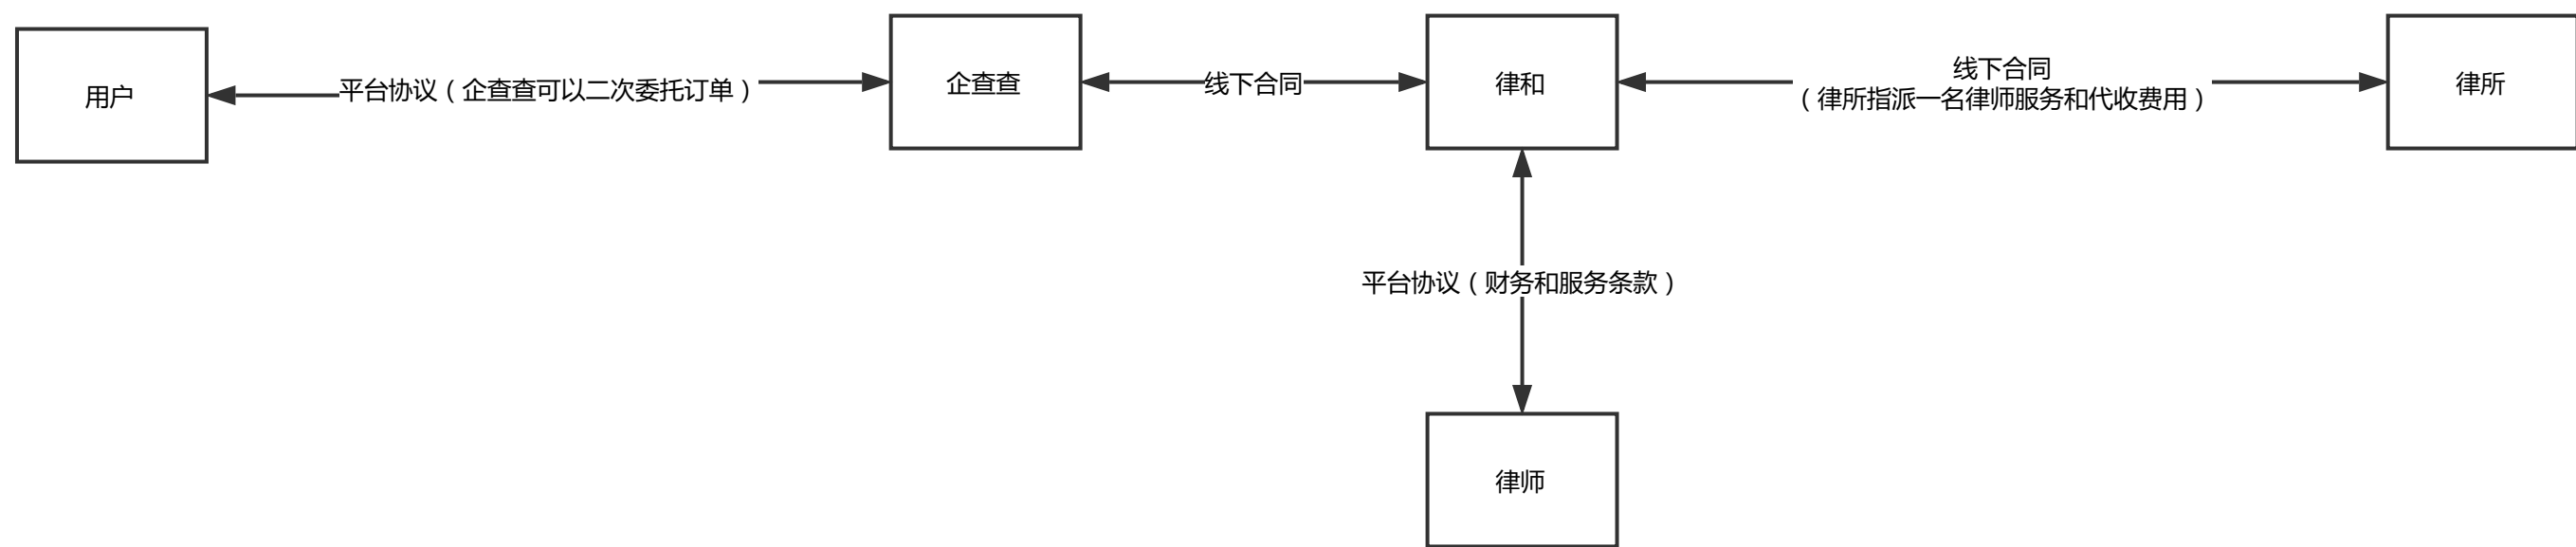 用户
平台协议（企查查可以二次委托订单）
企查查
线下合同
律和
线下合同
（律所指派一名律师服务和代收费用）
律所
平台协议（财务和服务条款）
律师